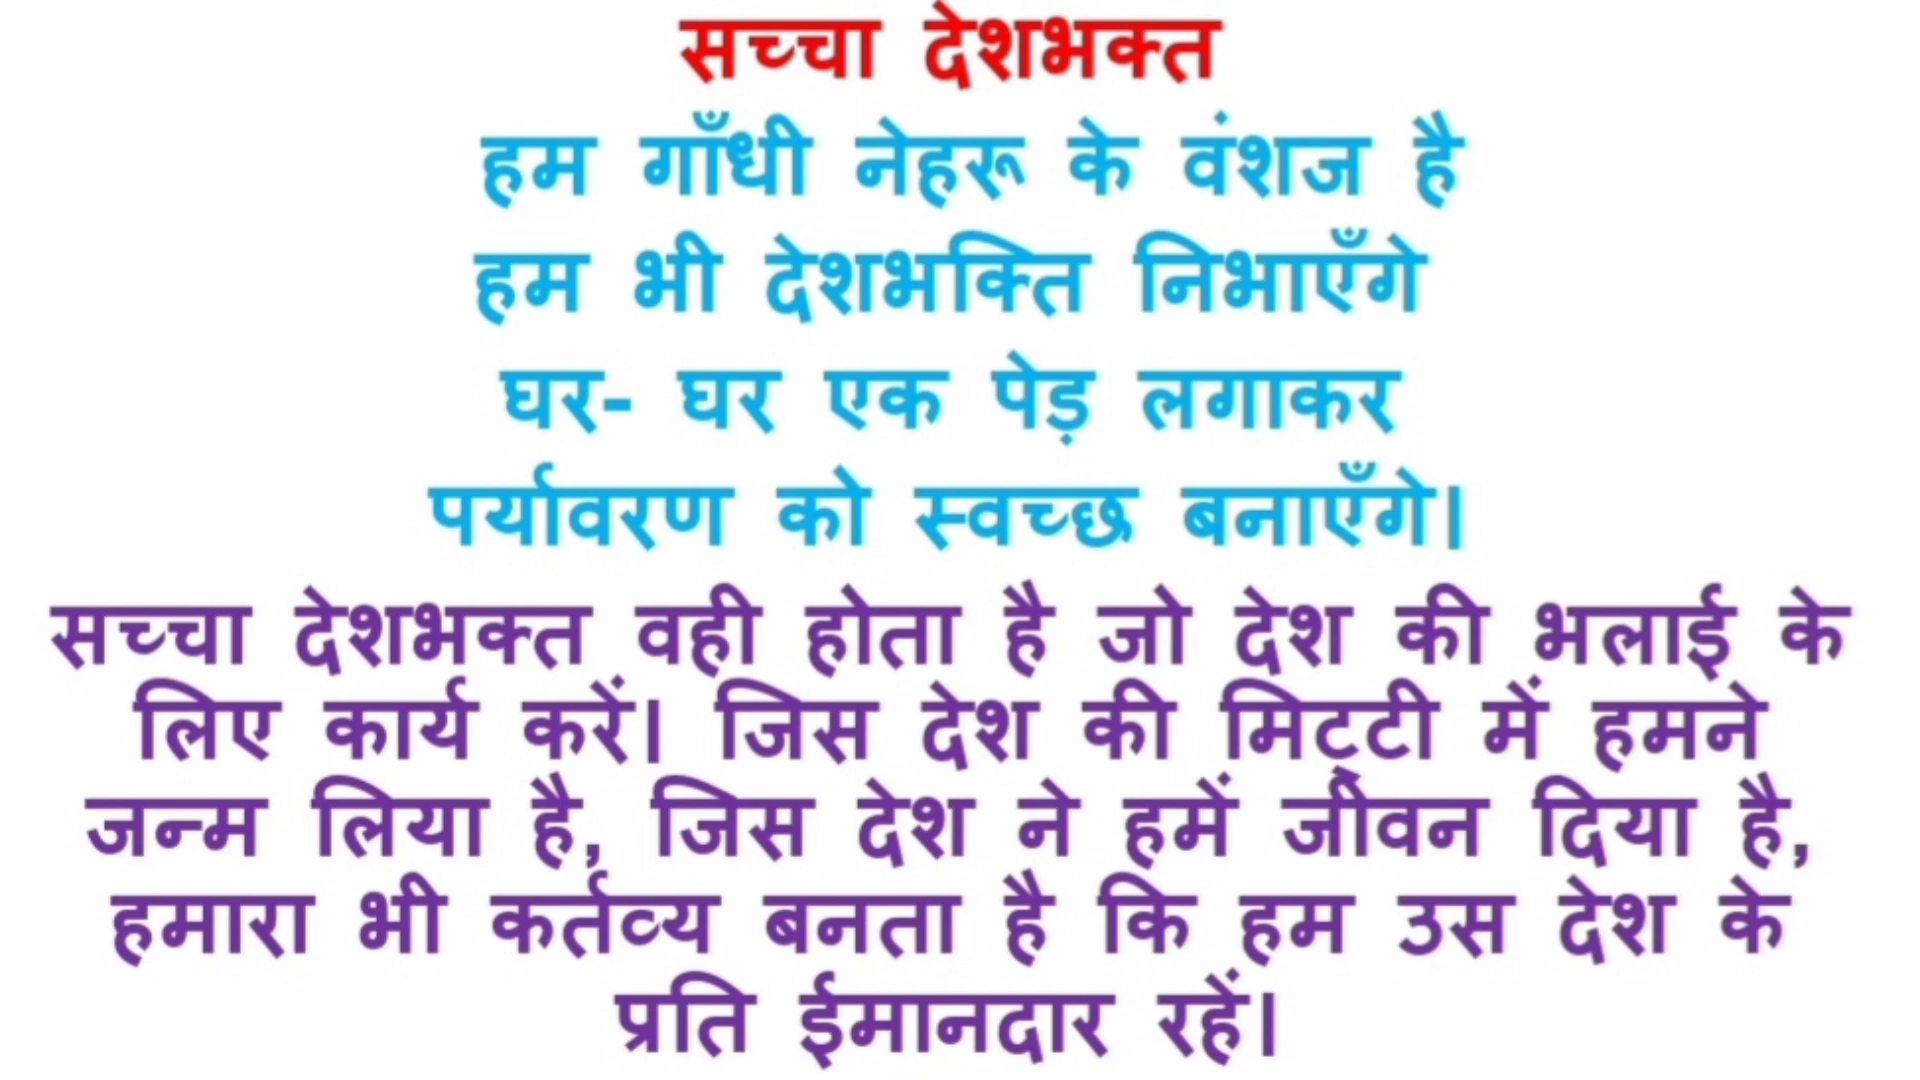 सच्चा देशभक्त
हम गाँधी नेहरू के वंशज है
हम भी देशभक्ति निभाएँगे
घर- घर एक पेड़ लगाकर
पर्यावरण को स्वच्छ बनाएँगे।
सच्चा देशभक्त वही होता है जो देश की भलाई के
लिए कार्य करें। जिस देश की मिट्टी में हमने
जन्म लिया है, जिस देश ने हमें जीवन दिया है,
हमारा भी कर्तव्य बनता है कि हम उस देश के
प्रति ईमानदार रहें।